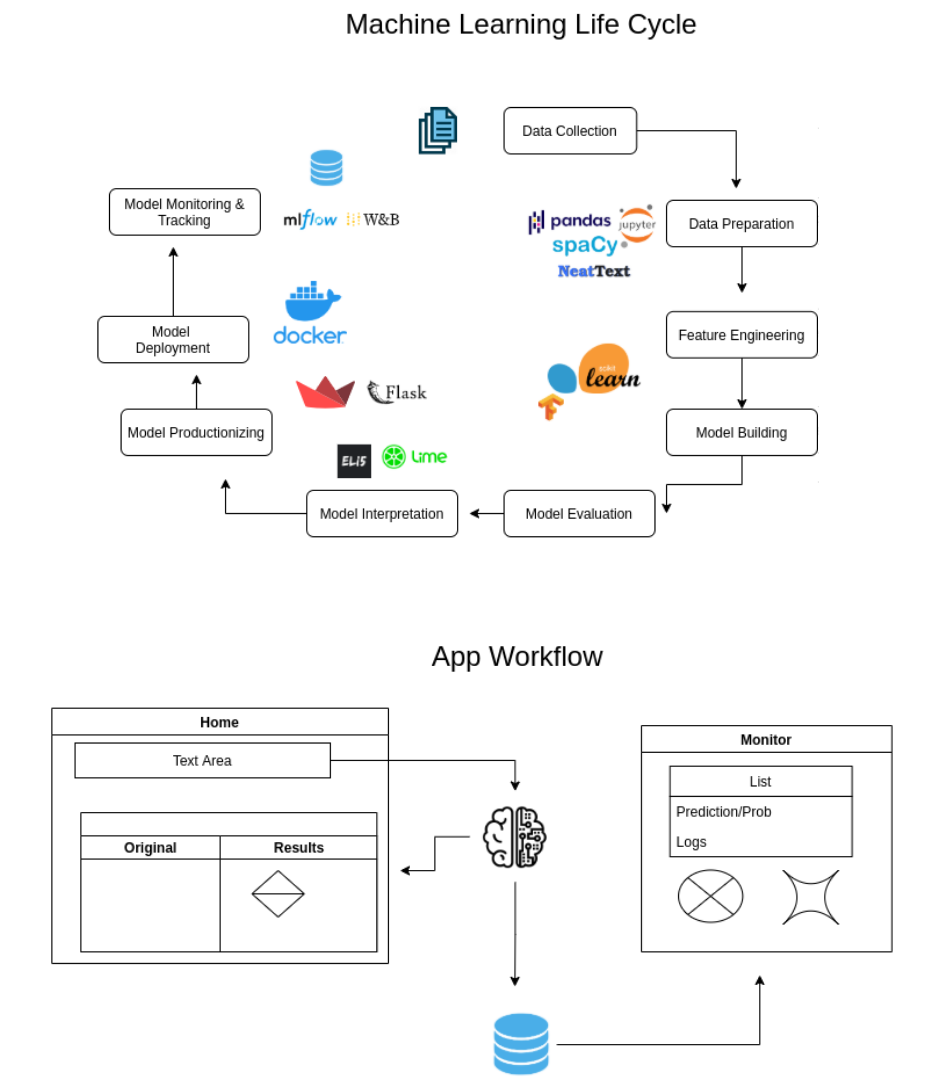 Machine Learning Life Cycle
Data Collection
Model Monitoring &
Tracking
mlflow
W&B
pandas
jupyter
spaCy
NeatText
Data Preparation
docker
Model
Deployment
Feature Engineering
scikit
learn
Flask
Model Productionizing
Model Building
ELI5
Lime
Model Interpretation
Model Evaluation
App Workflow
Home
Text Area
Original
Results
Monitor
List
Prediction/Prob
Logs